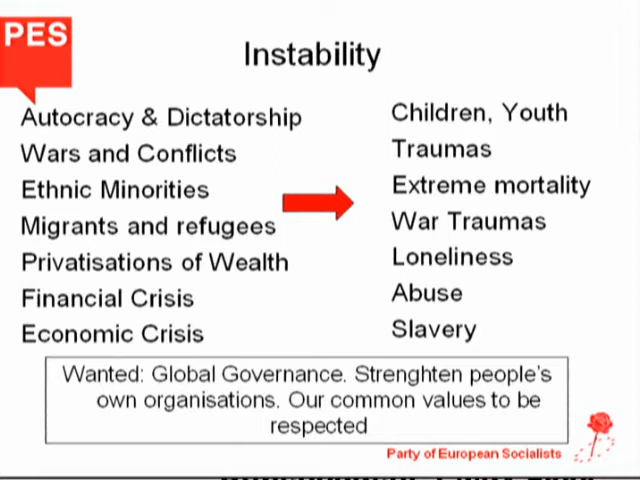 PES
Instability
Autocracy & Dictatorship
Wars and Conflicts
Ethnic Minorities
Migrants and refugees
Privatisations of Wealth
Financial Crisis
Economic Crisis
Children, Youth
Traumas
Extreme mortality
War Traumas
Loneliness
Abuse
Slavery
Wanted: Global Governance. Strenghten people's
own organisations. Our common values to be
respected
Party of European Socialists